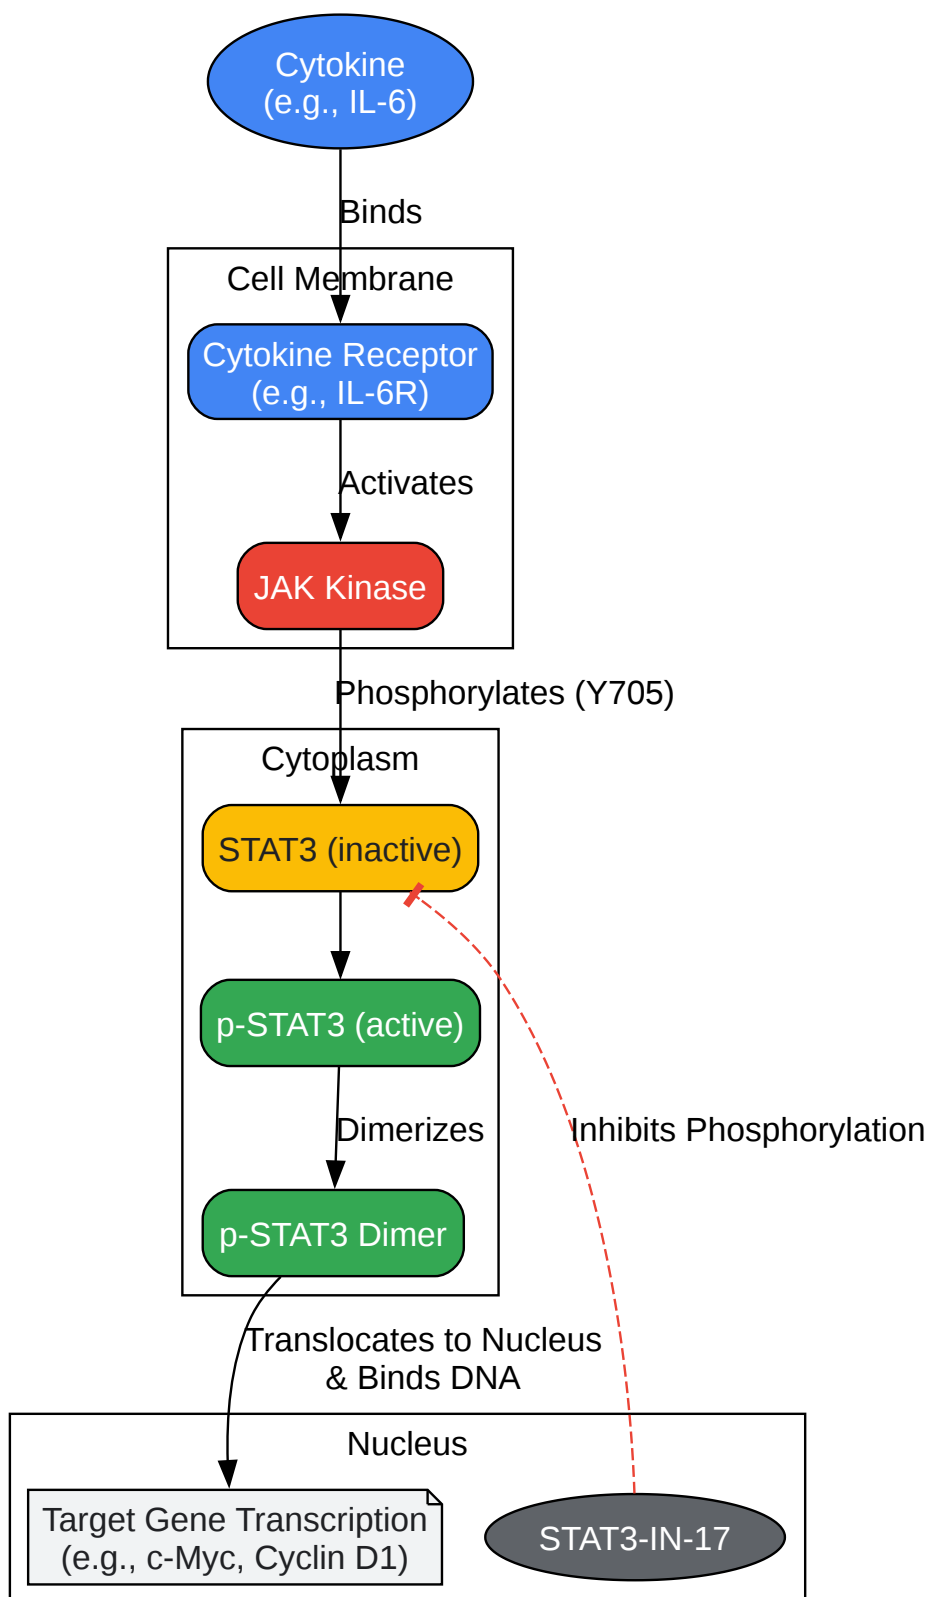 Cytokine
(e.g., IL-6)
Binds
Cell Membrane
Cytokine Receptor
(e.g., IL-6R)
Activates
JAK Kinase
Phosphorylates (Y705)
Cytoplasm
STAT3 (inactive)
p-STAT3 (active)
Dimerizes
Inhibits Phosphorylation
p-STAT3 Dimer
Translocates to Nucleus
& Binds DNA
Nucleus
Target Gene Transcription
(e.g., c-Myc, Cyclin D1)
STAT3-IN-17